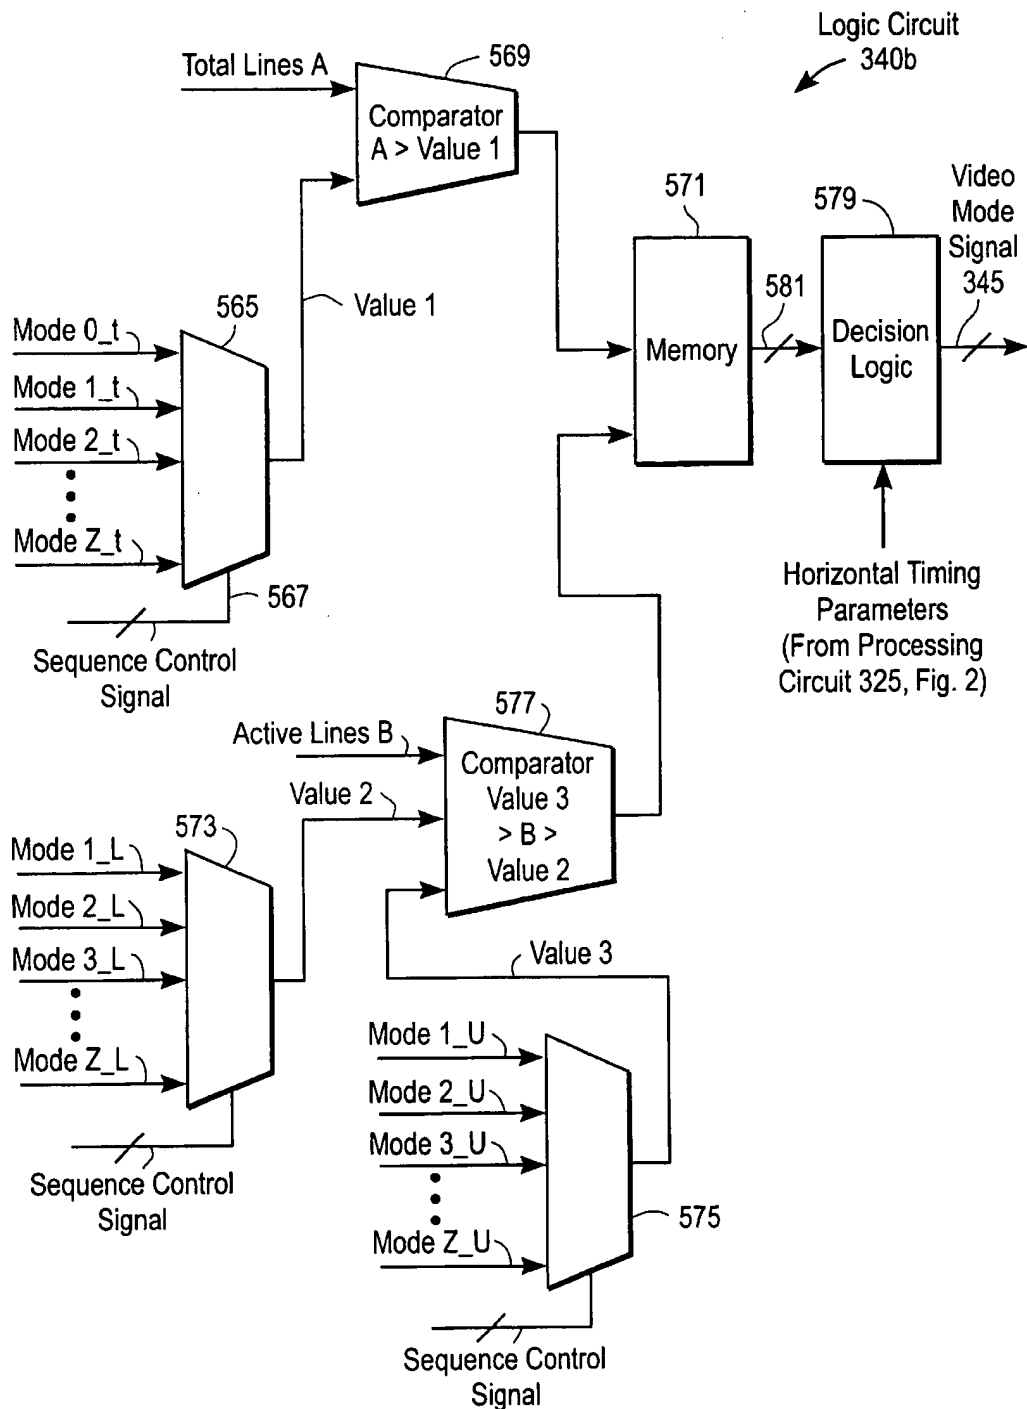 Logic Circuit
340b
Total Lines A
569
Comparator
A > Value 1
571
579
Video
Mode
Signal
345
581
Memory
Decision
Logic
Value 1
565
Mode 0_t
Mode 1_t
Mode 2_t
Mode Z_t
567
Sequence Control
Signal
Horizontal Timing
Parameters
(From Processing
Circuit 325, Fig. 2)
577
Active Lines B
Comparator
Value 3
> B >
Value 2
Value 2
573
Mode 1_L
Mode 2_L
Mode 3_L
Mode Z_L
Sequence Control
Signal
Value 3
Mode 1_U
Mode 2_U
Mode 3_U
Mode Z_U
575
Sequence Control
Signal